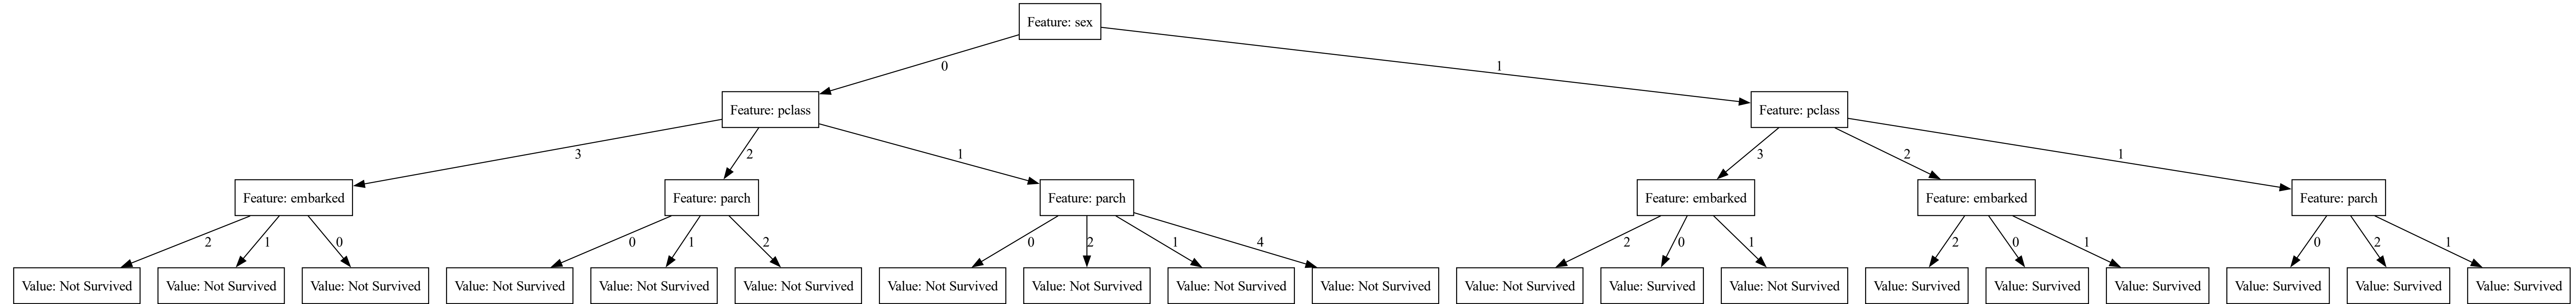 Feature: sex
0
1
Feature: pclass
Feature: pclass
3
2
1
3
2
1
Feature: embarked
Feature: parch
Feature: parch
Feature: embarked
Feature: embarked
Feature: parch
2
1
0
0
1
2
0
2
1
4
2
0
1
2
0
1
0
2
1
Value: Not Survived
Value: Not Survived
Value: Not Survived
Value: Not Survived
Value: Not Survived
Value: Not Survived
Value: Not Survived
Value: Not Survived
Value: Not Survived
Value: Not Survived
Value: Not Survived
Value: Survived
Value: Not Survived
Value: Survived
Value: Survived
Value: Survived
Value: Survived
Value: Survived
Value: Survived